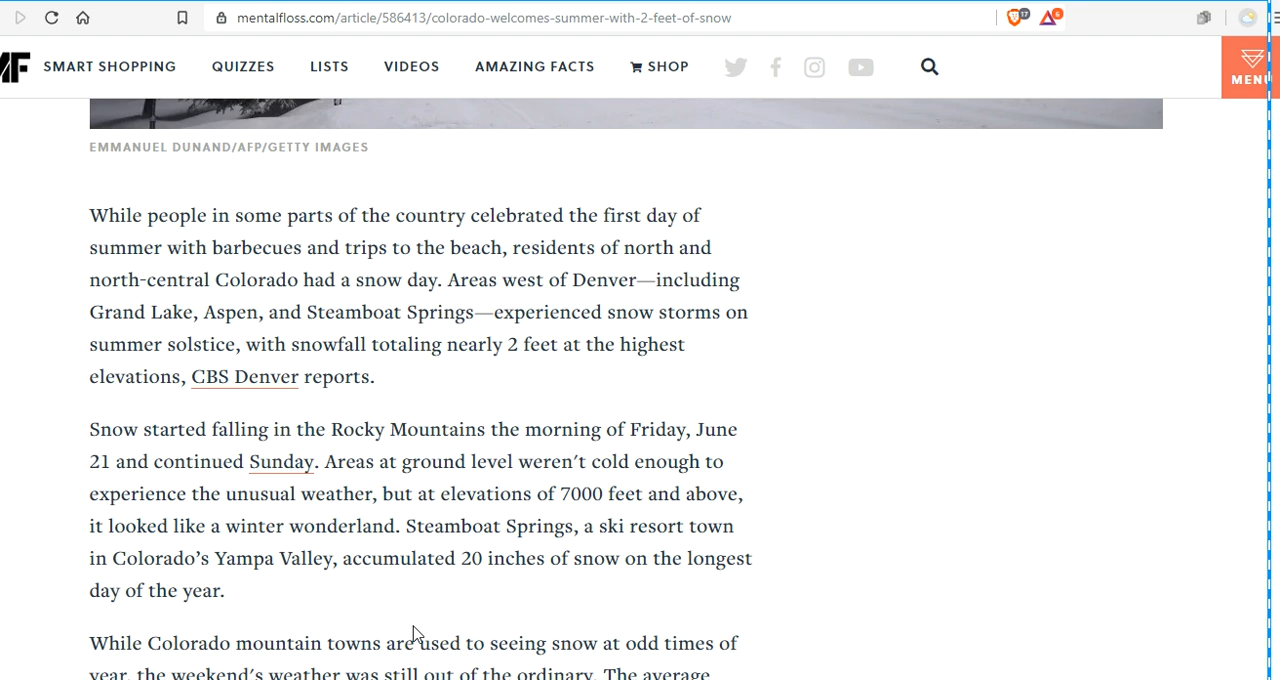 mentalfloss.com/article/586413/colorado-welcomes-summer-with-2-feet-of-snow
17
6
MF
SMART SHOPPING QUIZZES LISTS VIDEOS AMAZING FACTS SHOP
MENU
EMMANUEL DUNAND/AFP/GETTY IMAGES
While people in some parts of the country celebrated the first day of
summer with barbecues and trips to the beach, residents of north and
north-central Colorado had a snow day. Areas west of Denver—including
Grand Lake, Aspen, and Steamboat Springs—experienced snow storms on
summer solstice, with snowfall totaling nearly 2 feet at the highest
elevations, CBS Denver reports.
Snow started falling in the Rocky Mountains the morning of Friday, June
21 and continued Sunday. Areas at ground level weren't cold enough to
experience the unusual weather, but at elevations of 7000 feet and above,
it looked like a winter wonderland. Steamboat Springs, a ski resort town
in Colorado’s Yampa Valley, accumulated 20 inches of snow on the longest
day of the year.
While Colorado mountain towns are used to seeing snow at odd times of
year, the weekend's weather was still out of the ordinary. The average